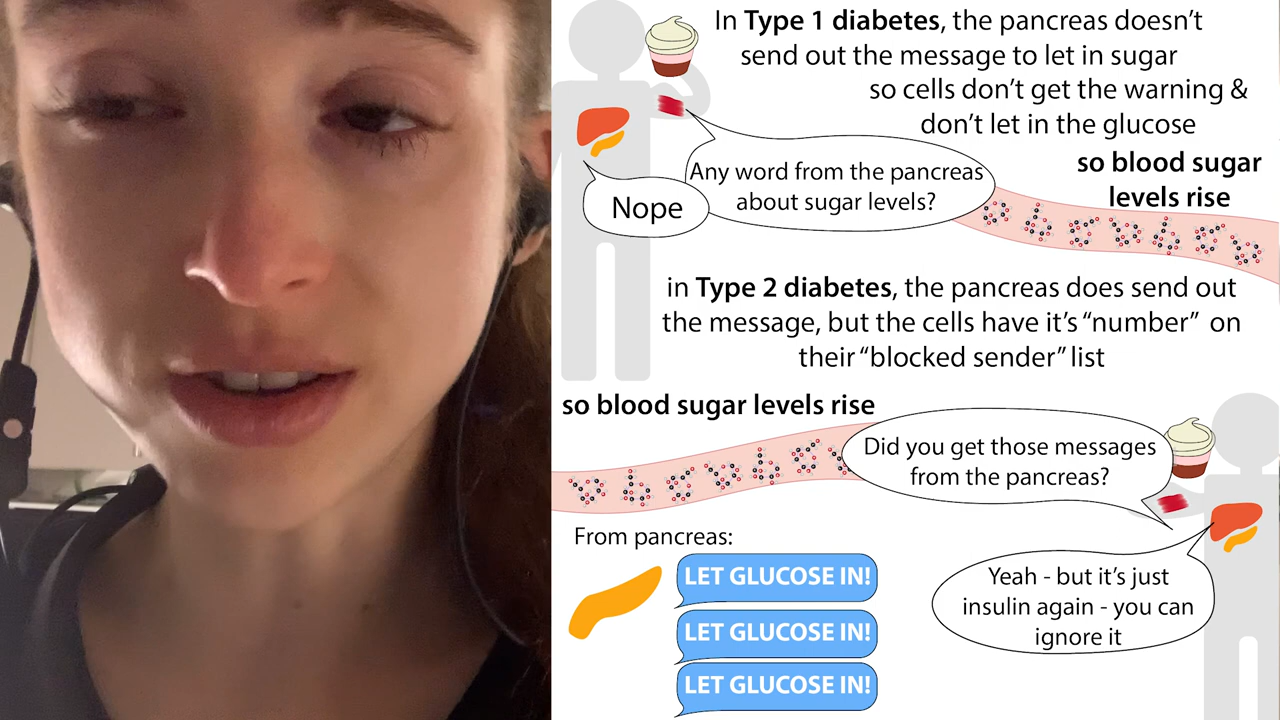 In Type 1 diabetes, the pancreas doesn’t
send out the message to let in sugar
so cells don’t get the warning &
don’t let in the glucose
so blood sugar
levels rise
Any word from the pancreas
about sugar levels?
Nope
in Type 2 diabetes, the pancreas does send out
the message, but the cells have it’s “number” on
their “blocked sender” list
so blood sugar levels rise
Did you get those messages
from the pancreas?
From pancreas:
LET GLUCOSE IN!
LET GLUCOSE IN!
LET GLUCOSE IN!
Yeah - but it’s just
insulin again - you can
ignore it